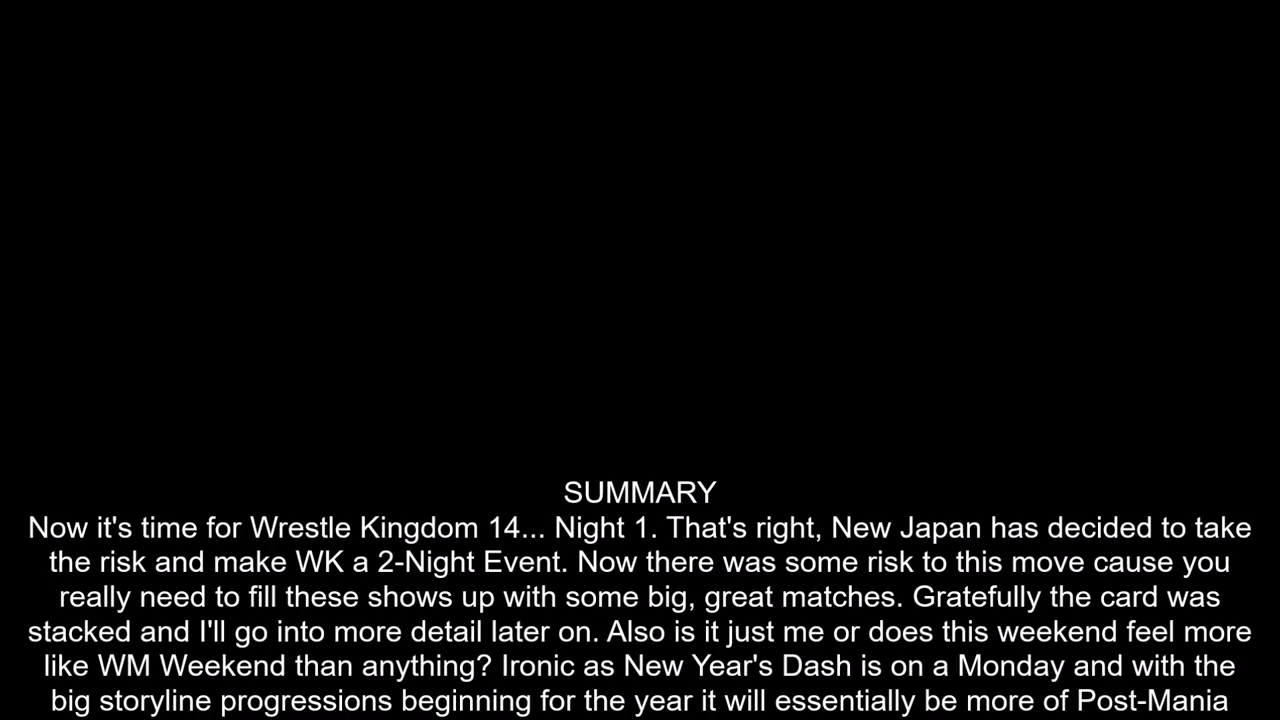 SUMMARY
Now it's time for Wrestle Kingdom 14... Night 1. That's right, New Japan has decided to take
the risk and make WK a 2-Night Event. Now there was some risk to this move cause you
really need to fill these shows up with some big, great matches. Gratefully the card was
stacked and I'll go into more detail later on. Also is it just me or does this weekend feel more
like WM Weekend than anything? Ironic as New Year's Dash is on a Monday and with the
big storyline progressions beginning for the year it will essentially be more of Post-Mania